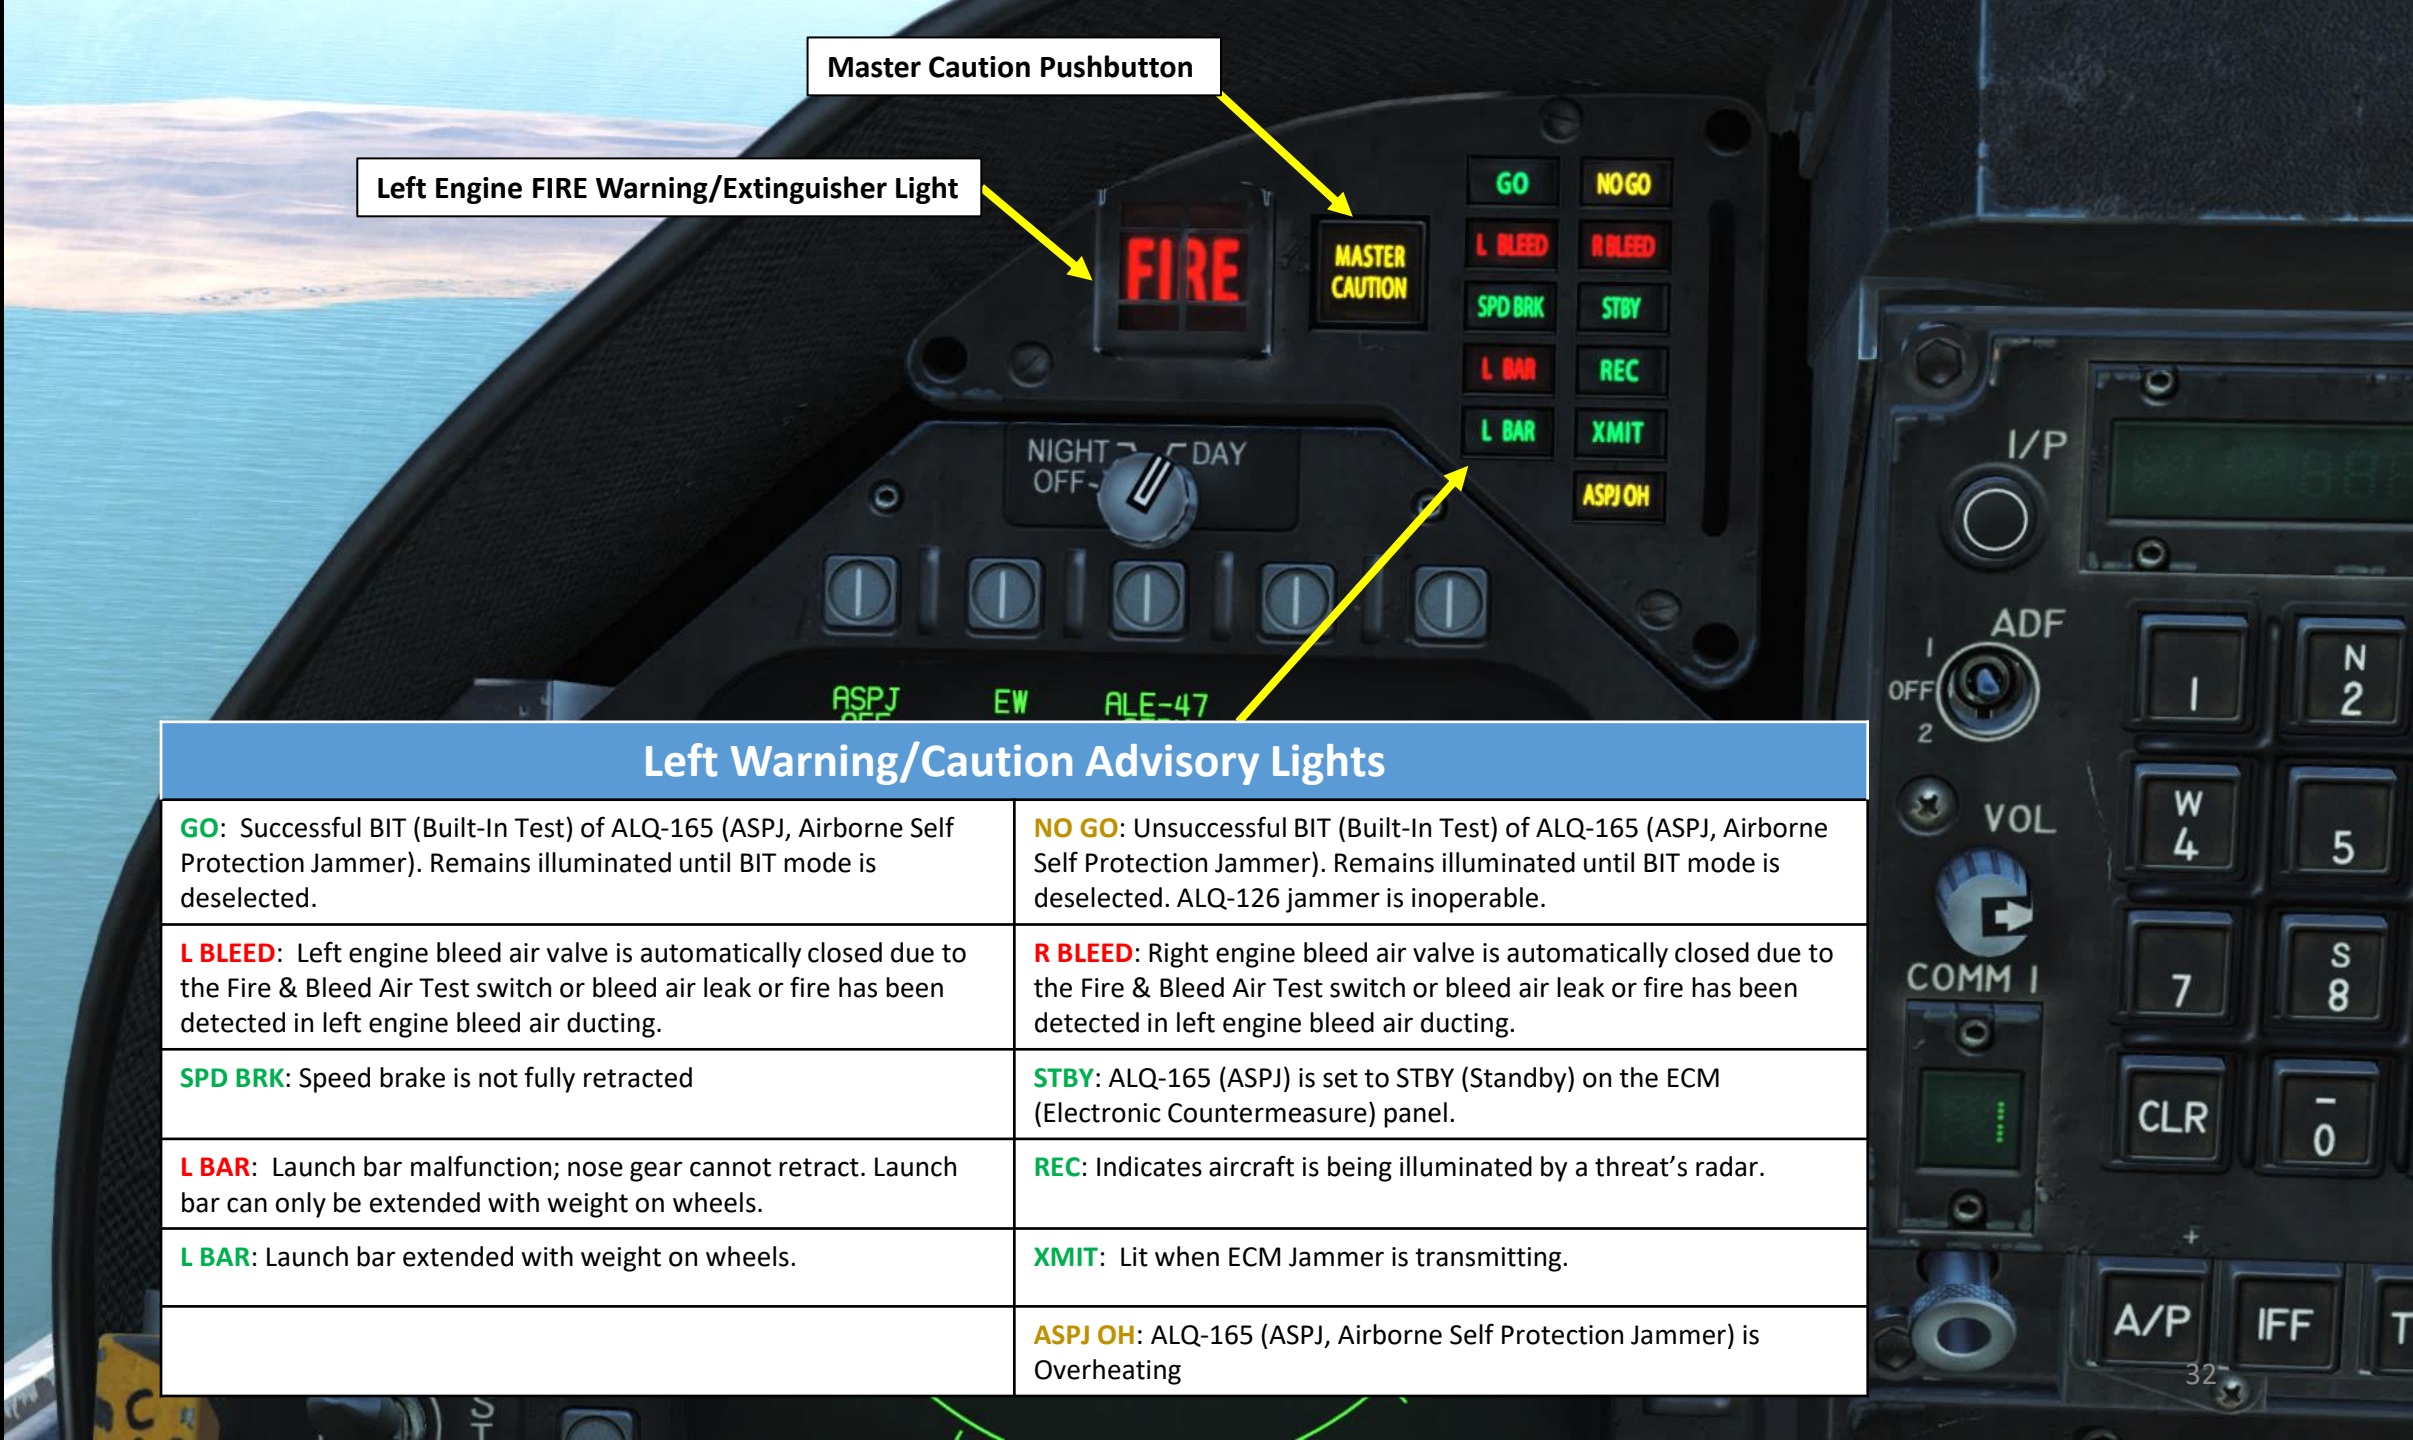 Master Caution Pushbutton
Left Engine FIRE Warning/Extinguisher Light
FIRE
MASTER
CAUTION
GO
NO GO
L BLEED
R BLEED
SPD BRK
STBY
L BAR
REC
L BAR
XMIT
ASPJ OH
NIGHT
DAY
OFF
ASPJ
EW
ALE-47
I/P
ADF
1
OFF
2
VOL
COMM 1
1
N
2
W
4
5
7
S
8
CLR
–
0
A/P
IFF
T
Left Warning/Caution Advisory Lights
GO: Successful BIT (Built-In Test) of ALQ-165 (ASPJ, Airborne Self
Protection Jammer). Remains illuminated until BIT mode is
deselected.
NO GO: Unsuccessful BIT (Built-In Test) of ALQ-165 (ASPJ, Airborne
Self Protection Jammer). Remains illuminated until BIT mode is
deselected. ALQ-126 jammer is inoperable.
L BLEED: Left engine bleed air valve is automatically closed due to
the Fire & Bleed Air Test switch or bleed air leak or fire has been
detected in left engine bleed air ducting.
R BLEED: Right engine bleed air valve is automatically closed due to
the Fire & Bleed Air Test switch or bleed air leak or fire has been
detected in left engine bleed air ducting.
SPD BRK: Speed brake is not fully retracted
STBY: ALQ-165 (ASPJ) is set to STBY (Standby) on the ECM
(Electronic Countermeasure) panel.
L BAR: Launch bar malfunction; nose gear cannot retract. Launch
bar can only be extended with weight on wheels.
REC: Indicates aircraft is being illuminated by a threat’s radar.
L BAR: Launch bar extended with weight on wheels.
XMIT: Lit when ECM Jammer is transmitting.
ASPJ OH: ALQ-165 (ASPJ, Airborne Self Protection Jammer) is
Overheating
C
32